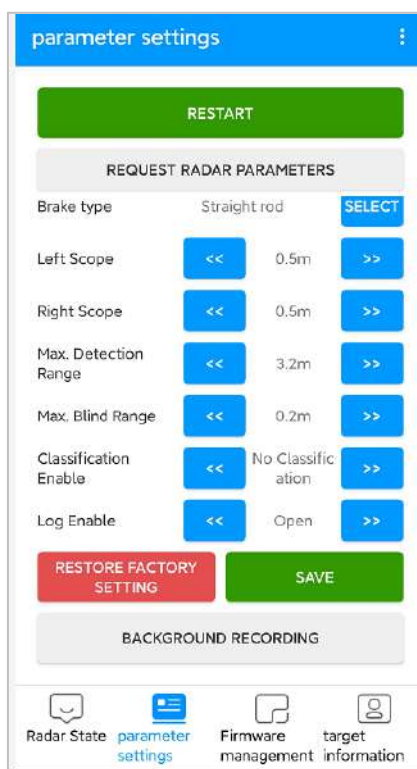 parameter settings
RESTART
REQUEST RADAR PARAMETERS
Brake type Straight rod SELECT
Left Scope << 0.5m >>
Right Scope << 0.5m >>
Max. Detection
Range << 3.2m >>
Max. Blind Range << 0.2m >>
Classification
Enable << No Classific
ation >>
Log Enable << Open >>
RESTORE FACTORY
SETTING
SAVE
BACKGROUND RECORDING
Radar State
parameter
settings
Firmware
management
target
information